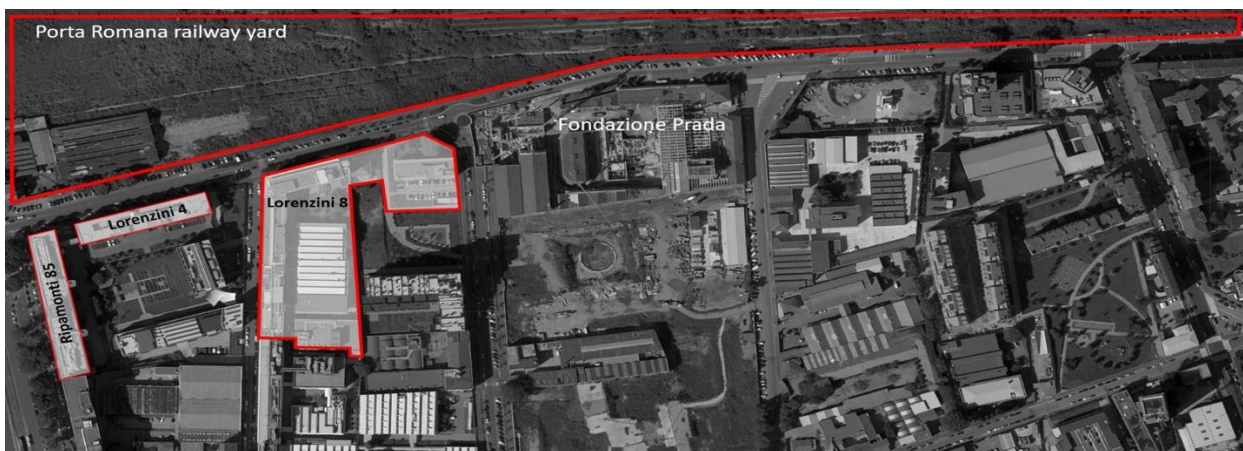 Porta Romana railway yard
Fondazione Prada
Lorenzini 8
Lorenzini 4
Ripamonti 85